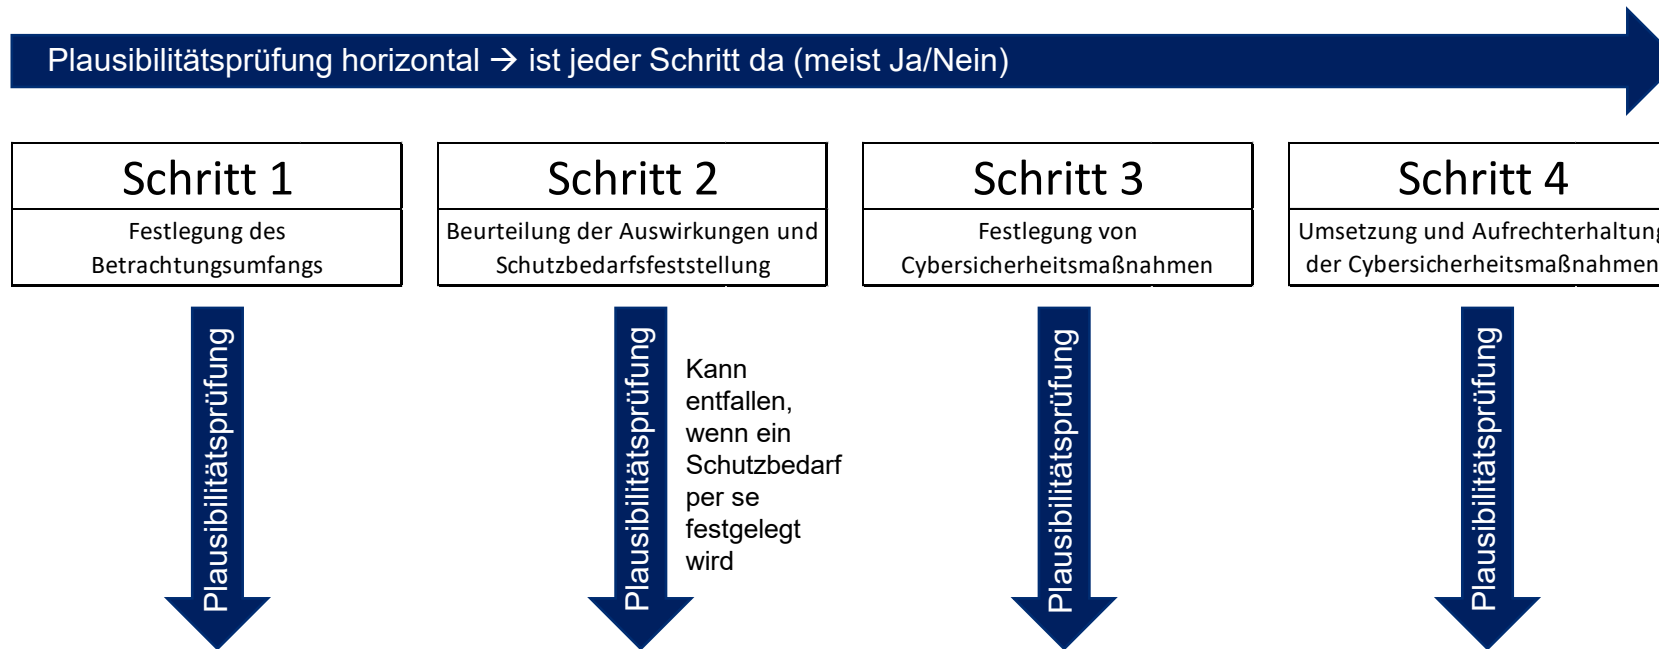 Plausibilitätsprüfung horizontal → ist jeder Schritt da (meist Ja/Nein)
Schritt 1
Festlegung des
Betrachtungsumfangs
Schritt 2
Beurteilung der Auswirkungen und
Schutzbedarfsfeststellung
Schritt 3
Festlegung von
Cybersicherheitsmaßnahmen
Schritt 4
Umsetzung und Aufrechterhaltung
der Cybersicherheitsmaßnahmen
Plausibilitätsprüfung
Plausibilitätsprüfung
Kann
entfallen,
wenn ein
Schutzbedarf
per se
festgelegt
wird
Plausibilitätsprüfung
Plausibilitätsprüfung